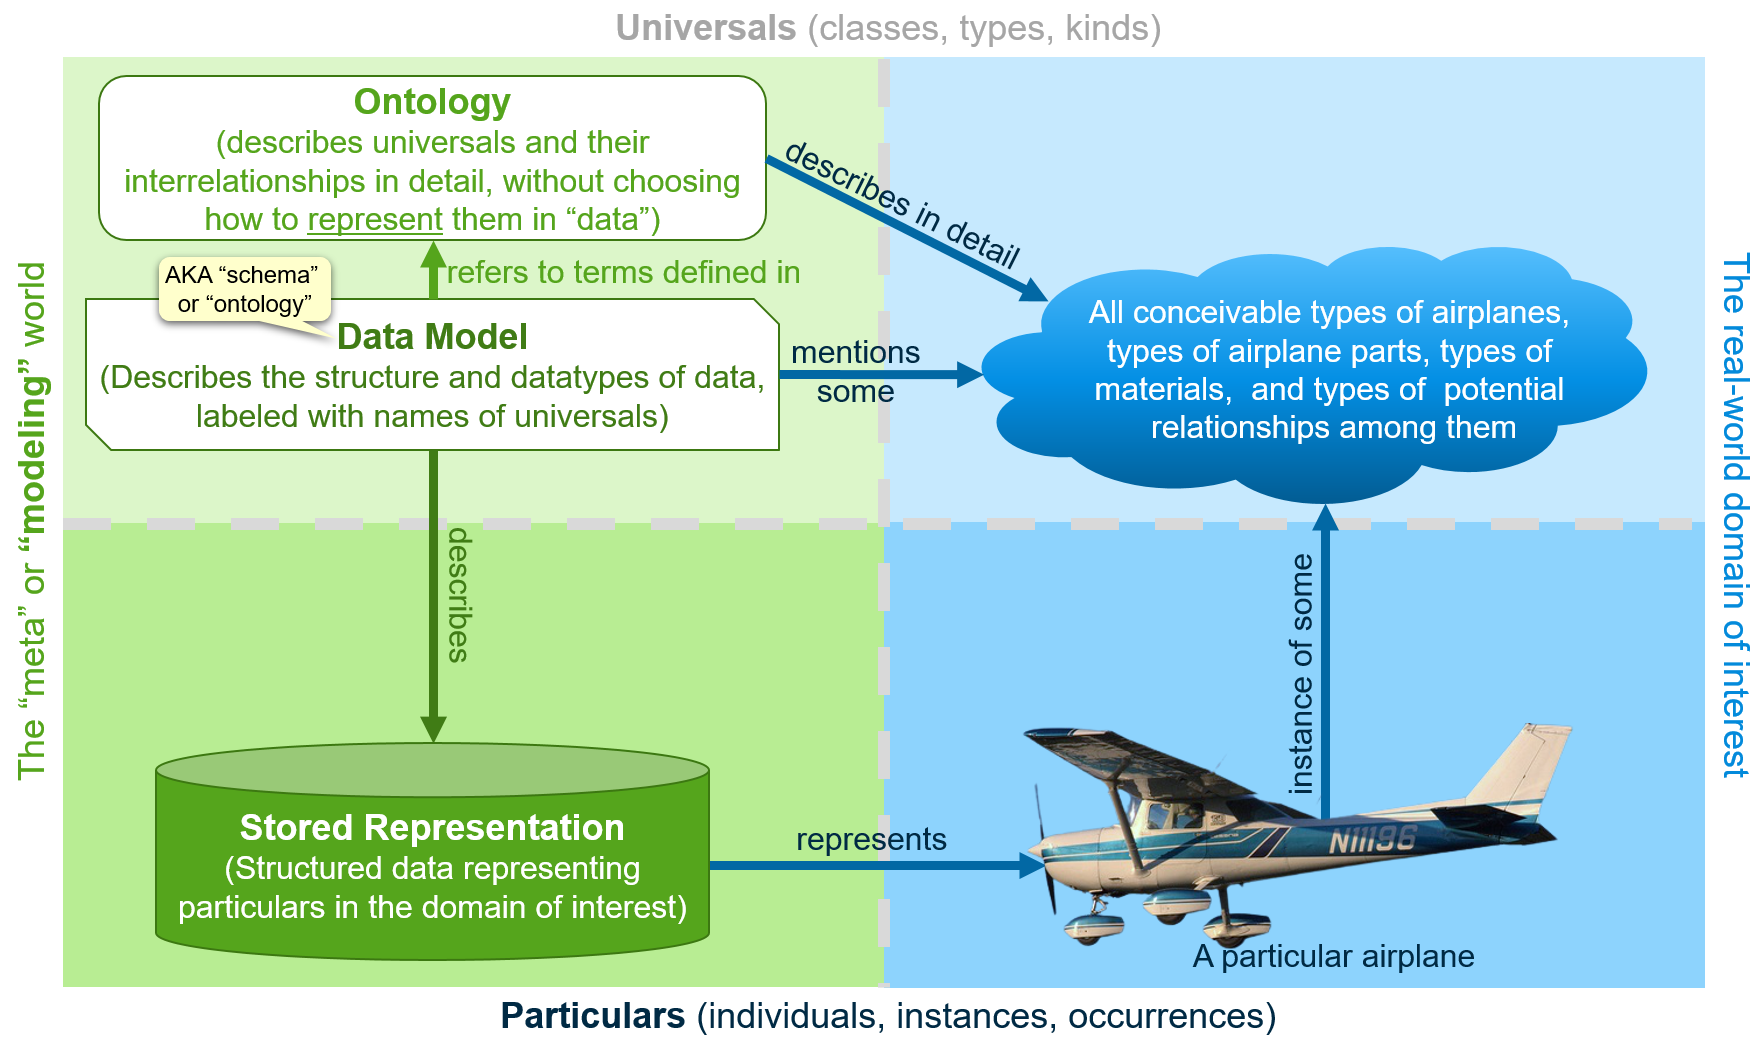 Universals (classes, types, kinds)
Ontology
(describes universals and their
interrelationships in detail, without choosing
how to represent them in “data”)
describes in detail
AKA “schema”
or “ontology”
refers to terms defined in
Data Model
(Describes the structure and datatypes of data,
labeled with names of universals)
mentions
some
All conceivable types of airplanes,
types of airplane parts, types of
materials,  and types of  potential
relationships among them
The “meta” or “modeling” world
The real-world domain of interest
describes
instance of some
Stored Representation
(Structured data representing
particulars in the domain of interest)
represents
N11196
A particular airplane
Particulars (individuals, instances, occurrences)